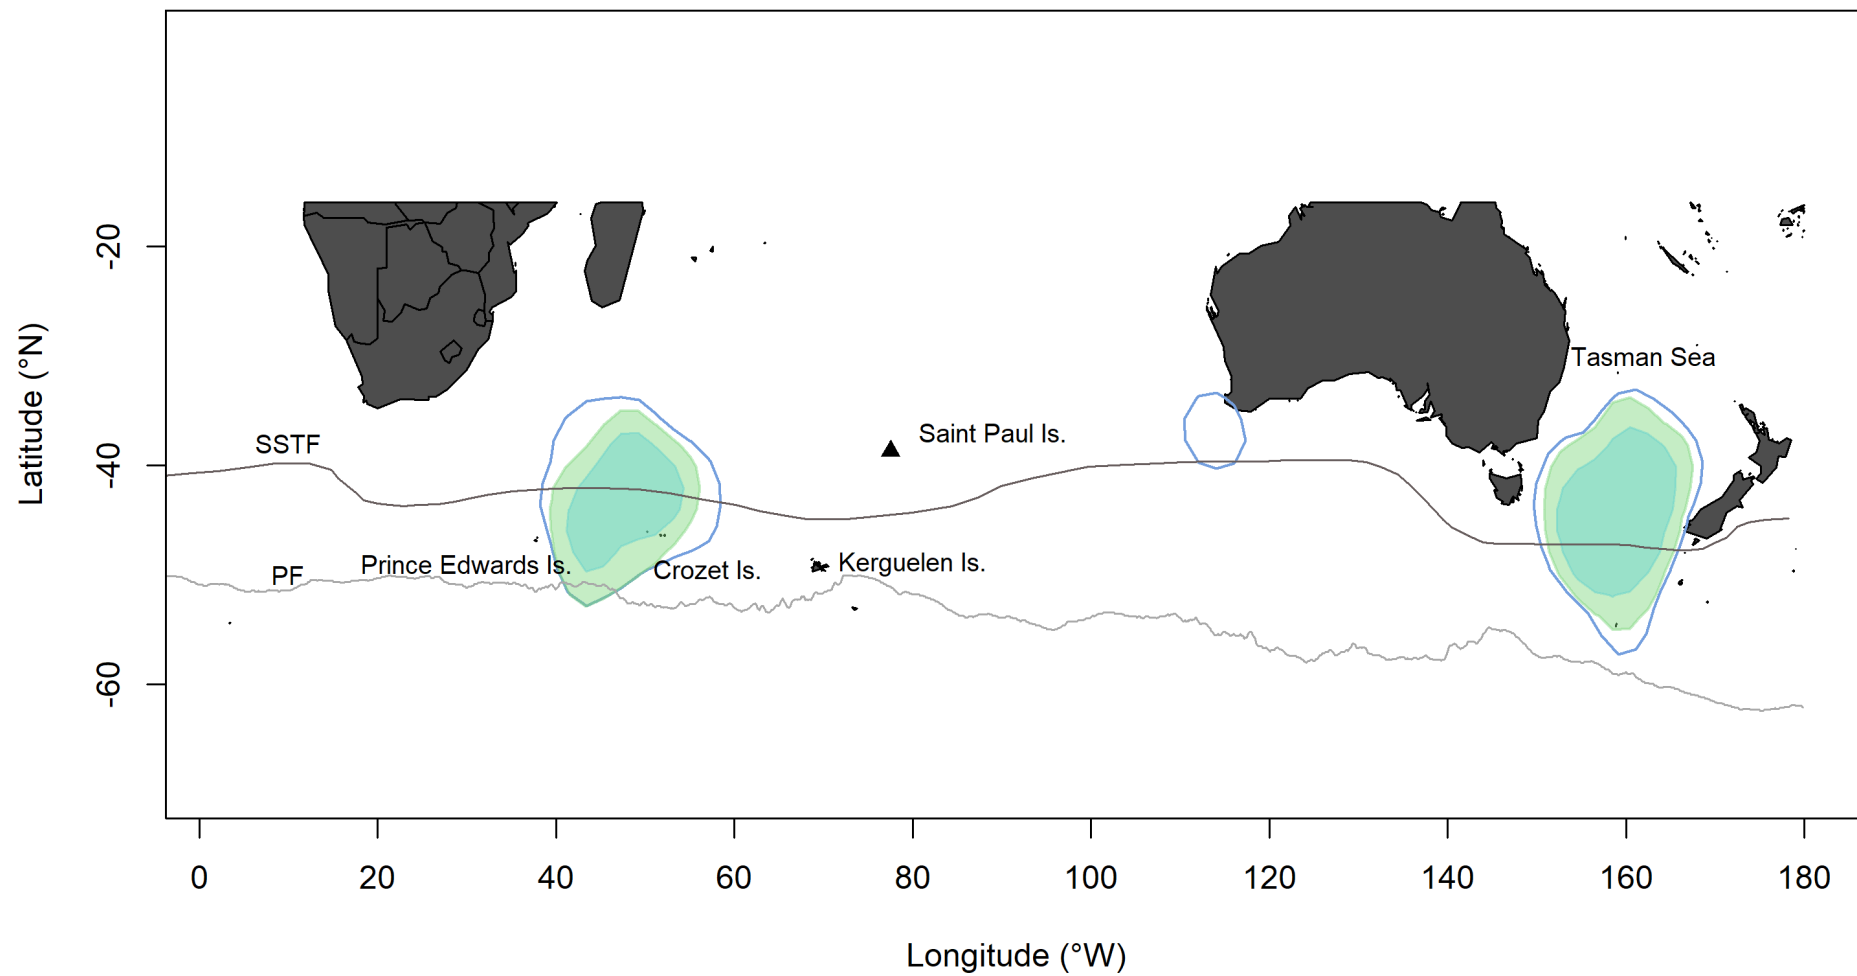 Tasman Sea
Saint Paul Is.
SSTF
Prince Edwards Is.
Crozet Is.
Kerguelen Is.
PF
-20
-40
-60
Latitude (°N)
0 20 40 60 80 100 120 140 160 180
Longitude (°W)